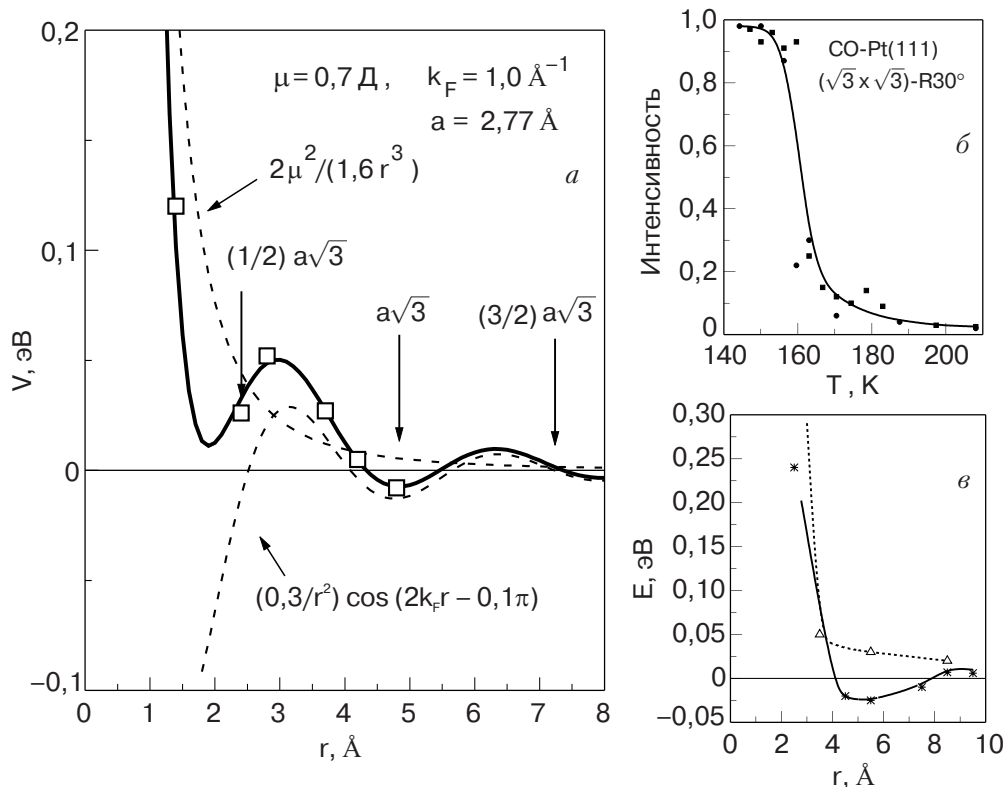 0,2
0,1
0
−0,1
V, эВ
μ = 0,7 Д , k_F = 1,0 Å⁻¹
a = 2,77 Å
а
2μ²/(1,6 r³)
(1/2) a√3
a√3
(3/2) a√3
(0,3/r²) cos (2k_Fr − 0,1π)
0 1 2 3 4 5 6 7 8
r, Å
1,0
0,8
0,6
0,4
0,2
0
Интенсивность
CO-Pt(111)
(√3 x √3)-R30°
б
140 160 180 200
T , K
0,30
0,25
0,20
0,15
0,10
0,05
0
−0,05
E, эВ
в
0 2 4 6 8 10
r, Å